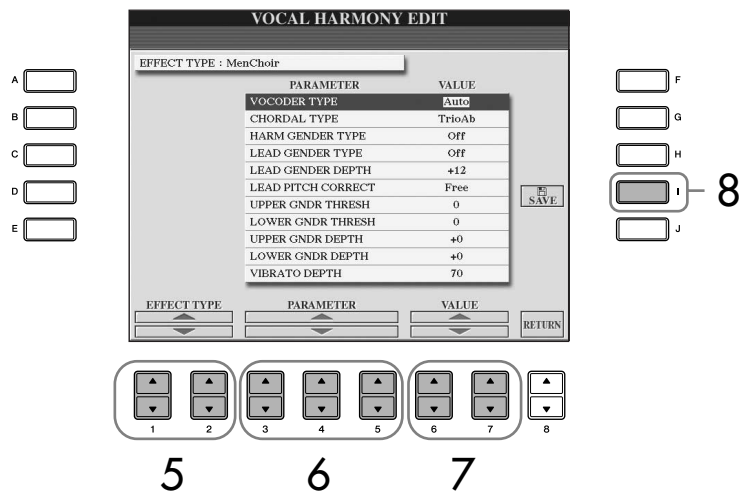 VOCAL HARMONY EDIT
EFFECT TYPE : MenChoir
PARAMETER VALUE
VOCODER TYPE Auto
CHORDAL TYPE TrioAb
HARM GENDER TYPE Off
LEAD GENDER TYPE Off
LEAD GENDER DEPTH +12
LEAD PITCH CORRECT Free
UPPER GNDR THRESH 0
LOWER GNDR THRESH 0
UPPER GNDR DEPTH +0
LOWER GNDR DEPTH +0
VIBRATO DEPTH 70
A
B
C
D
E
F
G
H
I
J
8
SAVE
EFFECT TYPE PARAMETER VALUE
RETURN
1 2 3 4 5 6 7 8
5 6 7